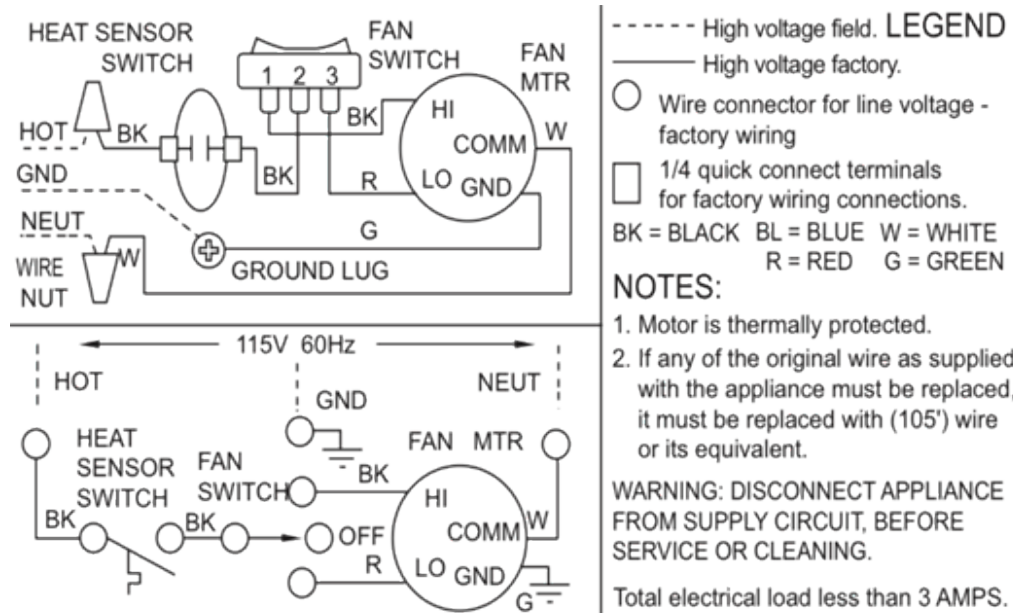 HEAT SENSOR
SWITCH
FAN
SWITCH
FAN
MTR
1 2 3
HOT
BK
BK
HI
COMM
W
GND
BK
R
LO
GND
NEUT
G
WIRE
NUT
W
GROUND LUG
115V 60Hz
HOT
NEUT
GND
HEAT
SENSOR
SWITCH
FAN
SWITCH
FAN MTR
BK
HI
BK
BK
OFF
COMM
W
R
LO
GND
G
High voltage field. LEGEND
High voltage factory.
Wire connector for line voltage -
factory wiring
1/4 quick connect terminals
for factory wiring connections.
BK = BLACK BL = BLUE W = WHITE
R = RED G = GREEN
NOTES:
1. Motor is thermally protected.
2. If any of the original wire as supplied
with the appliance must be replaced,
it must be replaced with (105') wire
or its equivalent.
WARNING: DISCONNECT APPLIANCE
FROM SUPPLY CIRCUIT, BEFORE
SERVICE OR CLEANING.
Total electrical load less than 3 AMPS.